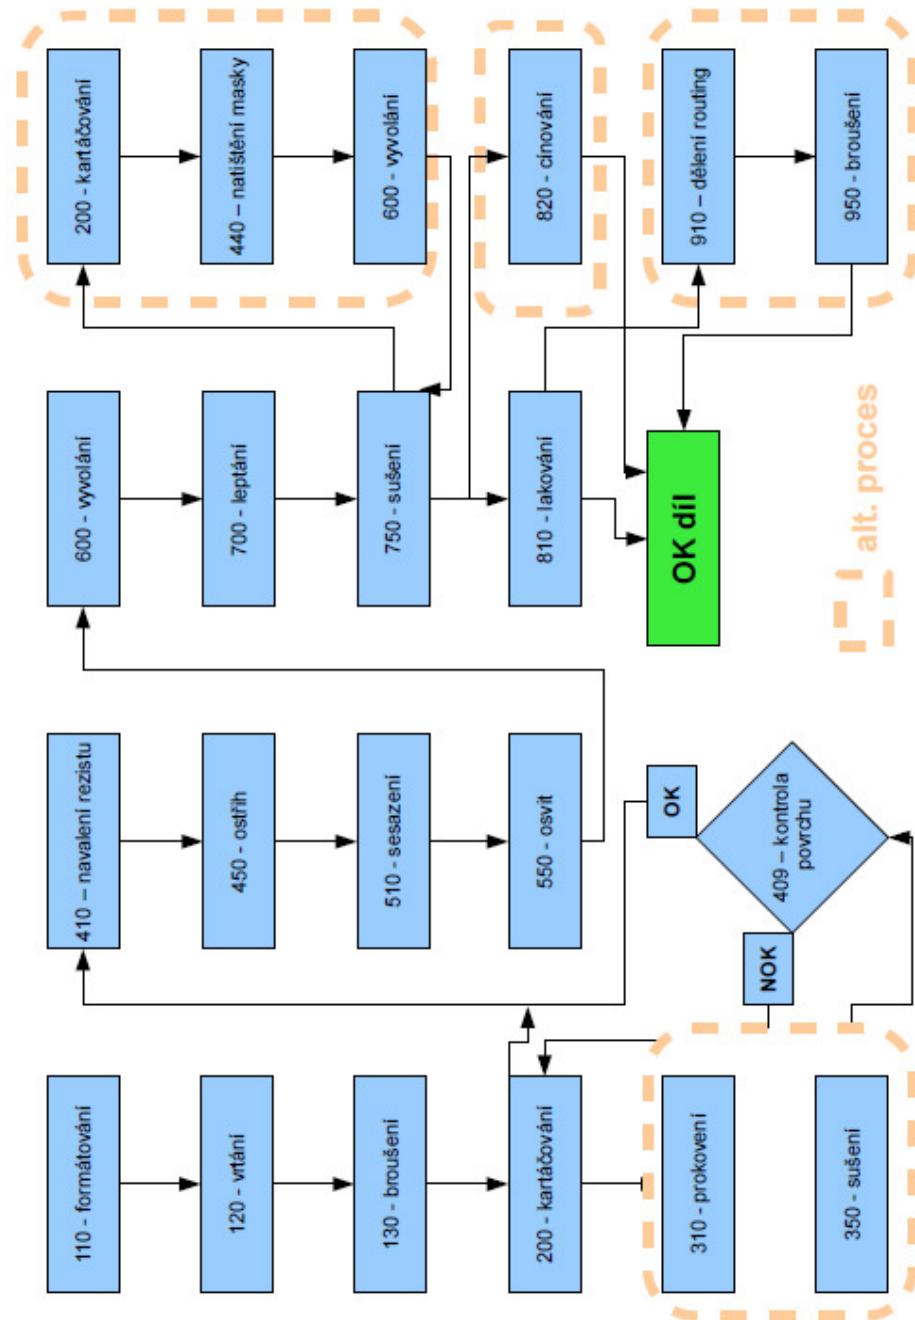 110 - formátování
120 - vrtání
130 - broušení
200 - kartáčování
310 - prokovení
350 - sušení
NOK
409 – kontrola
povrchu
OK
410 – navalení rezistu
450 - ostřih
510 - sesazení
550 - osvit
600 - vyvolání
700 - leptání
750 - sušení
810 - lakování
OK díl
200 - kartáčování
440 – natištění masky
600 - vyvolání
820 - cínování
910 – dělení routing
950 - broušení
alt. proces